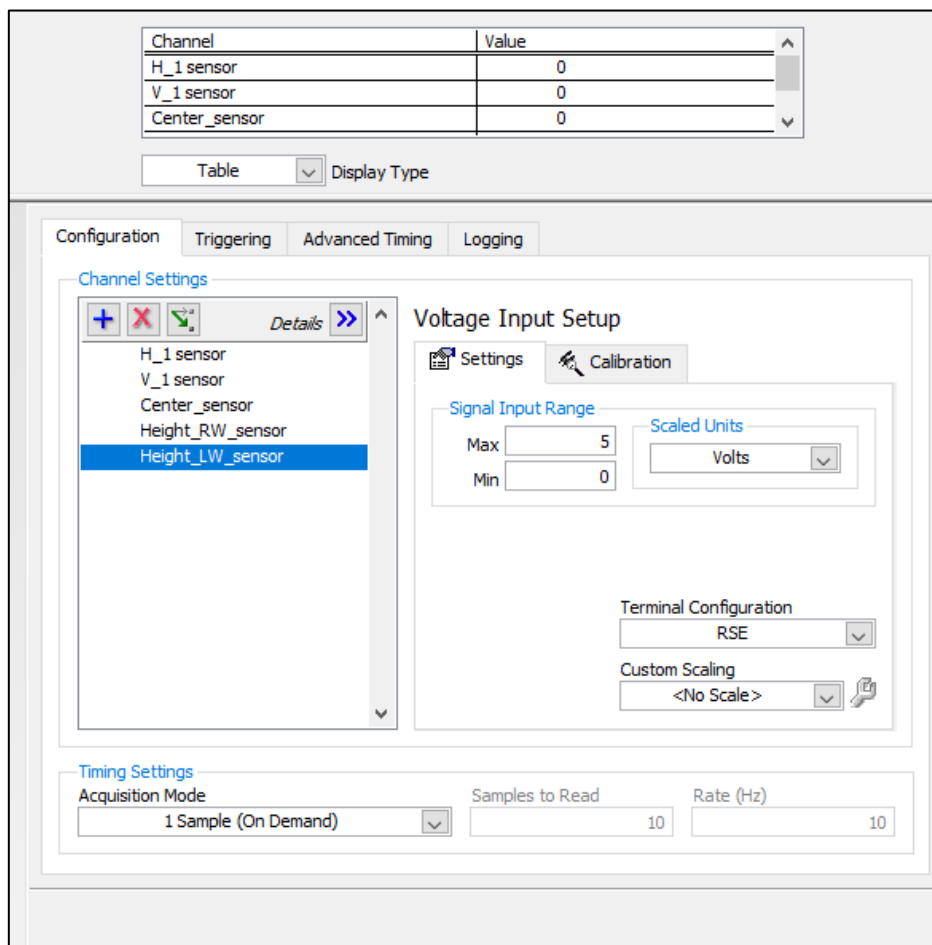 Channel Value
H_1 sensor 0
V_1 sensor 0
Center_sensor 0
Table Display Type
Configuration Triggering Advanced Timing Logging
Channel Settings
Details
H_1 sensor
V_1 sensor
Center_sensor
Height_RW_sensor
Height_LW_sensor
Voltage Input Setup
Settings Calibration
Signal Input Range
Max 5
Min 0
Scaled Units
Volts
Terminal Configuration
RSE
Custom Scaling
<No Scale>
Timing Settings
Acquisition Mode Samples to Read Rate (Hz)
1 Sample (On Demand) 10 10